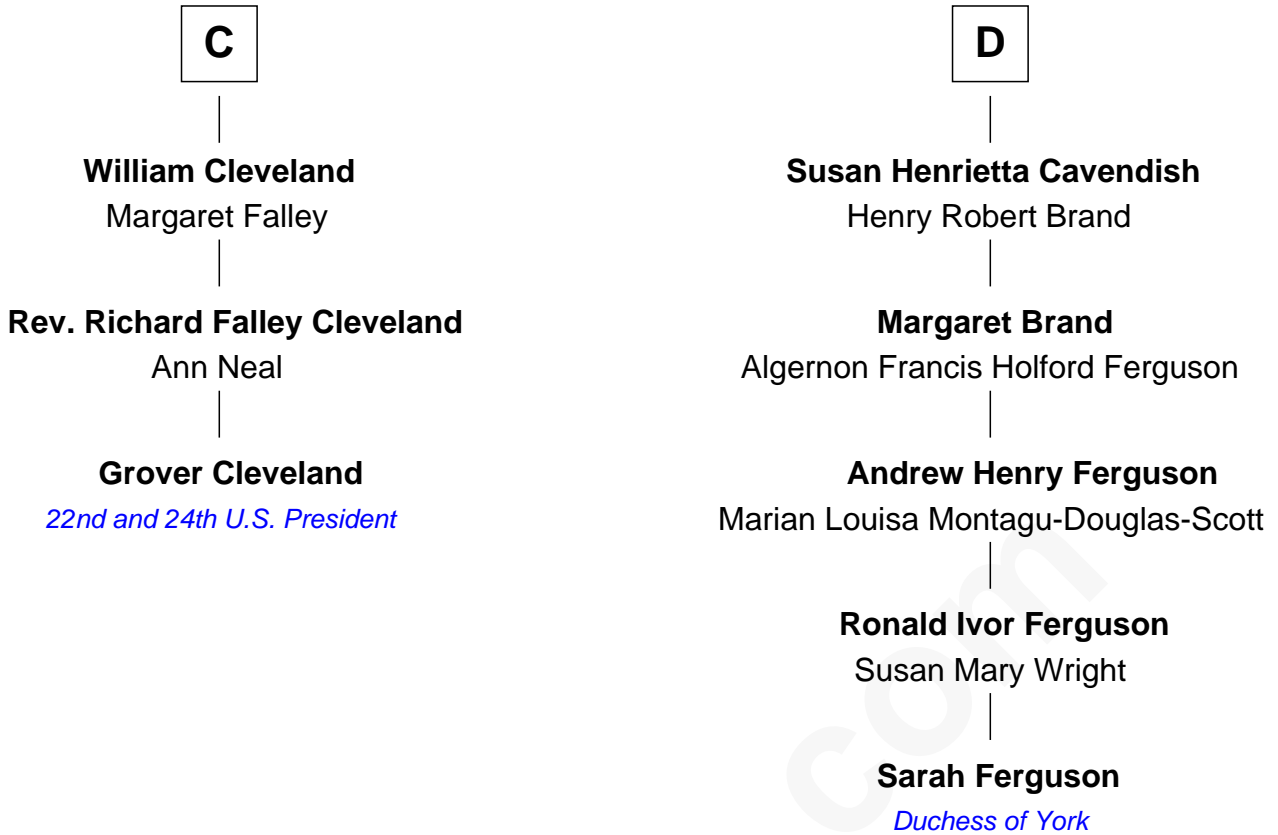 C
William Cleveland
Margaret Falley
Rev. Richard Falley Cleveland
Ann Neal
Grover Cleveland
22nd and 24th U.S. President
D
Susan Henrietta Cavendish
Henry Robert Brand
Margaret Brand
Algernon Francis Holford Ferguson
Andrew Henry Ferguson
Marian Louisa Montagu-Douglas-Scott
Ronald Ivor Ferguson
Susan Mary Wright
Sarah Ferguson
Duchess of York
com